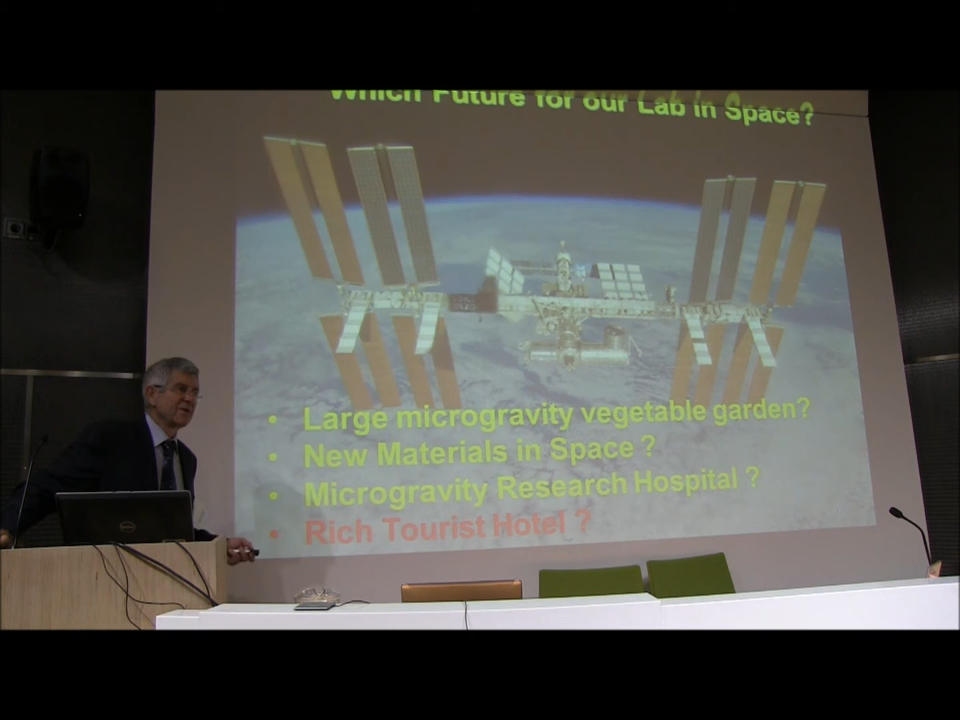 Which Future for our Lab in Space?
• Large microgravity vegetable garden?
• New Materials in Space ?
• Microgravity Research Hospital ?
• Rich Tourist Hotel ?
DELL